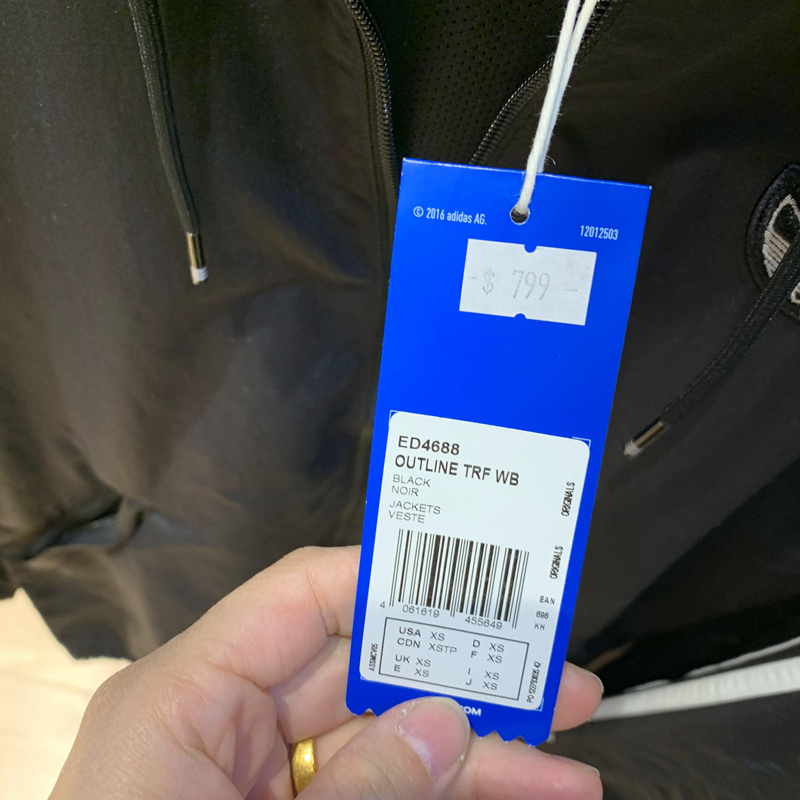 © 2016 adidas AG.
12012503
-$ 799 -
ED4688
OUTLINE TRF WB
BLACK
NOIR
JACKETS
VESTE
ORIGINALS
ORIGINALS
EAN
KH
4 061619 455649
USA XS
CDN XSTP
UK XS
E XS
D XS
F XS
I XS
J XS